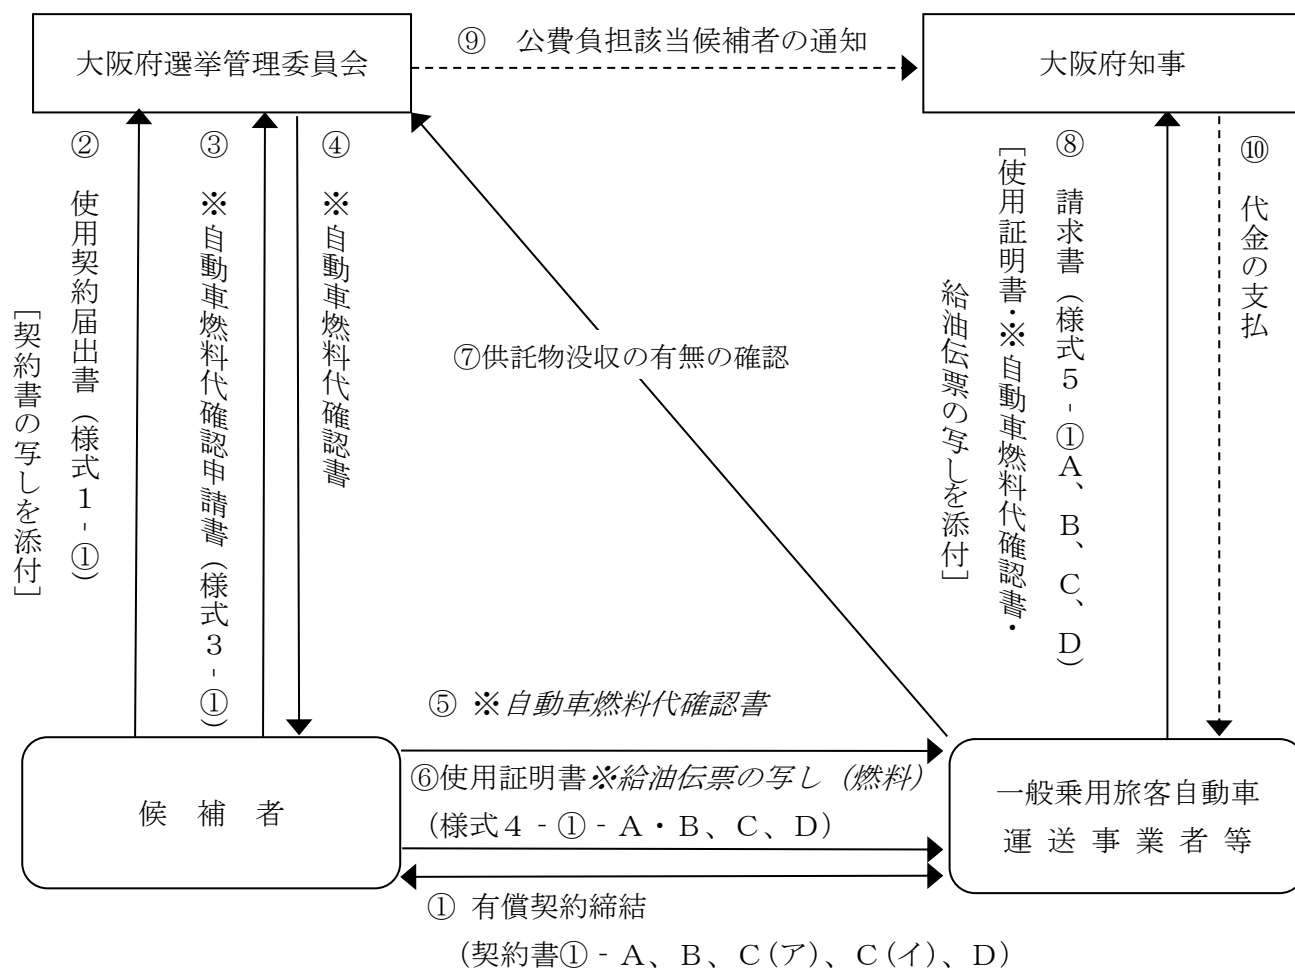 大阪府選挙管理委員会
⑨　公費負担該当候補者の通知
大阪府知事
② 使用契約届出書（様式１-①）
［契約書の写しを添付］
③ ※自動車燃料代確認申請書（様式３-①）
④ ※自動車燃料代確認書
⑦供託物没収の有無の確認
⑧ 請求書（様式５-①Ａ、Ｂ、Ｃ、Ｄ）
［使用証明書・※自動車燃料代確認書・
給油伝票の写しを添付］
⑩ 代金の支払
⑤ ※自動車燃料代確認書
⑥使用証明書※給油伝票の写し（燃料）
（様式４‐①‐Ａ・Ｂ、Ｃ、Ｄ）
候　補　者
一般乗用旅客自動車
運 送 事 業 者 等
① 有償契約締結
（契約書①‐Ａ、Ｂ、Ｃ(ア)、Ｃ(イ)、Ｄ）